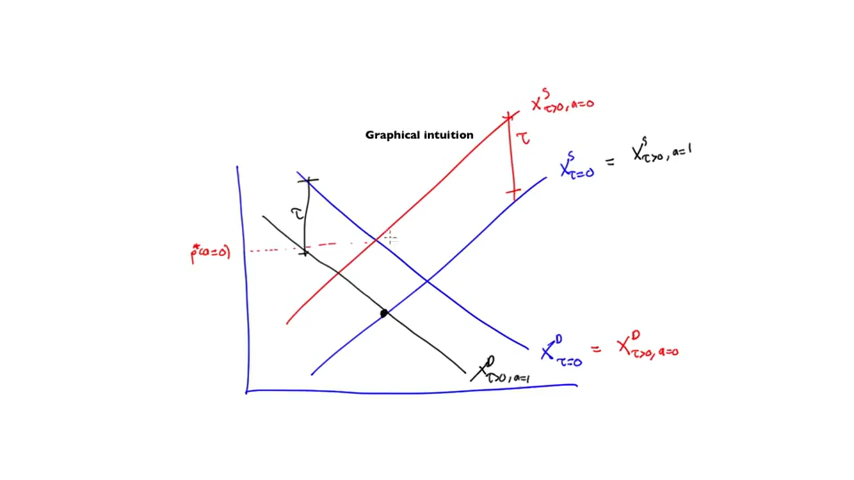 X^S_{τ>0, a=0}
Graphical intuition
τ
X^S_{τ=0} = X^S_{τ>0, a=1}
τ
p*(a=0)
X^D_{τ=0} = X^D_{τ>0, a=0}
X^D_{τ>0, a=1}